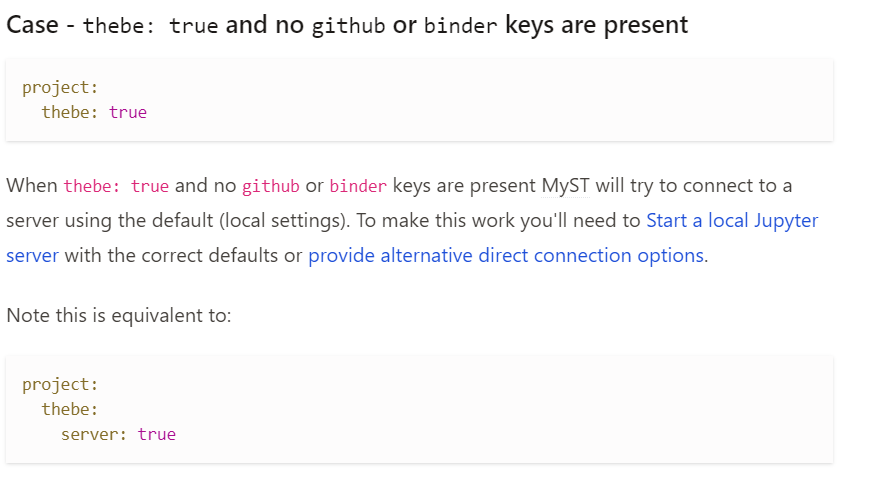 Case - thebe: true and no github or binder keys are present
project:
  thebe: true
When thebe: true and no github or binder keys are present MyST will try to connect to a
server using the default (local settings). To make this work you'll need to Start a local Jupyter
server with the correct defaults or provide alternative direct connection options.
Note this is equivalent to:
project:
  thebe:
    server: true